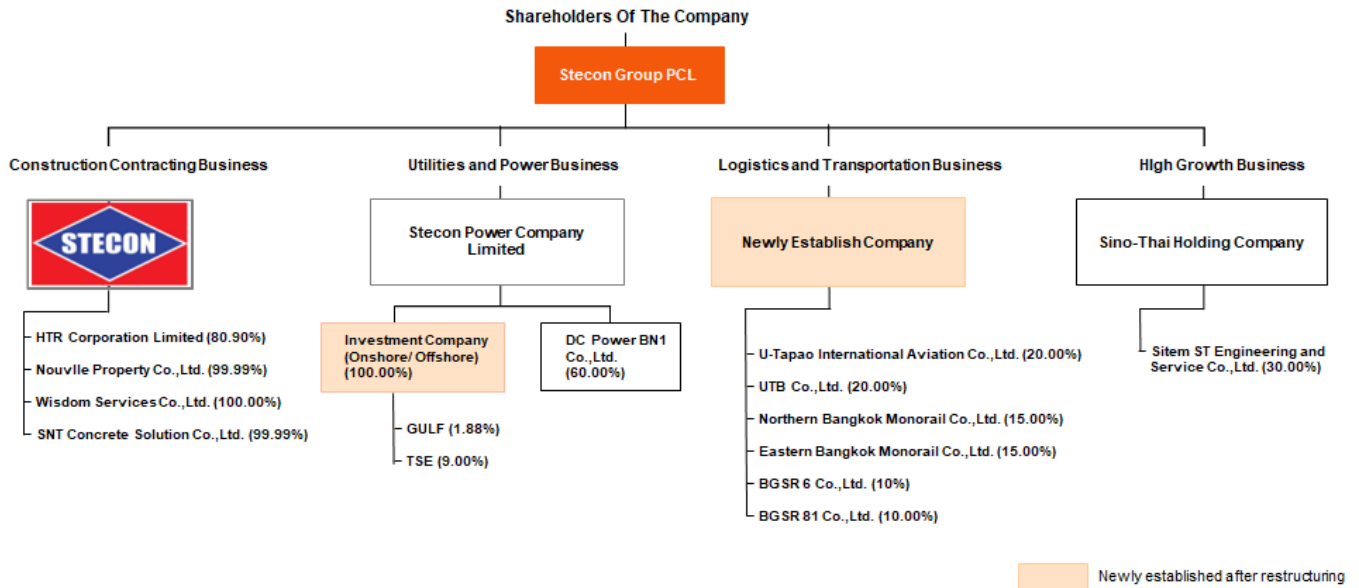 Shareholders Of The Company
Stecon Group PCL
Construction Contracting Business
STECON
HTR Corporation Limited (80.90%)
Nouvlle Property Co.,Ltd. (99.99%)
Wisdom Services Co.,Ltd. (100.00%)
SNT Concrete Solution Co.,Ltd. (99.99%)
Utilities and Power Business
Stecon Power Company
Limited
Investment Company
(Onshore/ Offshore)
(100.00%)
GULF (1.88%)
TSE (9.00%)
DC Power BN1
Co.,Ltd.
(60.00%)
Logistics and Transportation Business
Newly Establish Company
U-Tapao International Aviation Co.,Ltd. (20.00%)
UTB Co.,Ltd. (20.00%)
Northern Bangkok Monorail Co.,Ltd. (15.00%)
Eastern Bangkok Monorail Co.,Ltd. (15.00%)
BGSR 6 Co.,Ltd. (10%)
BGSR 81 Co.,Ltd. (10.00%)
HIgh Growth Business
Sino-Thai Holding Company
Sitem ST Engineering and
Service Co.,Ltd. (30.00%)
Newly established after restructuring